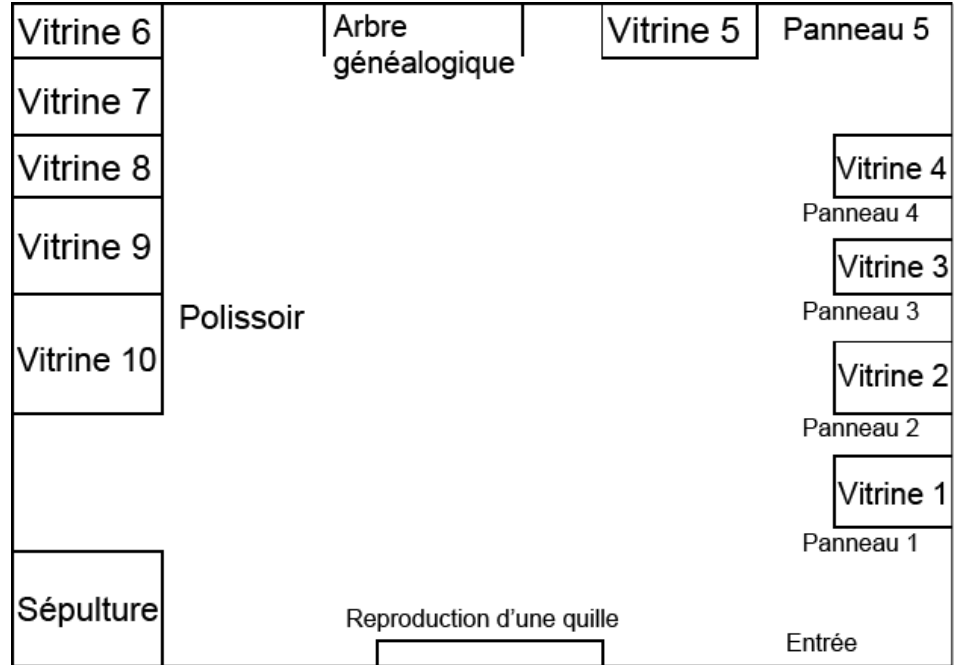 Vitrine 6
Arbre
généalogique
Vitrine 5
Panneau 5
Vitrine 7
Vitrine 8
Vitrine 4
Panneau 4
Vitrine 9
Vitrine 3
Panneau 3
Polissoir
Vitrine 10
Vitrine 2
Panneau 2
Vitrine 1
Panneau 1
Sépulture
Reproduction d'une quille
Entrée